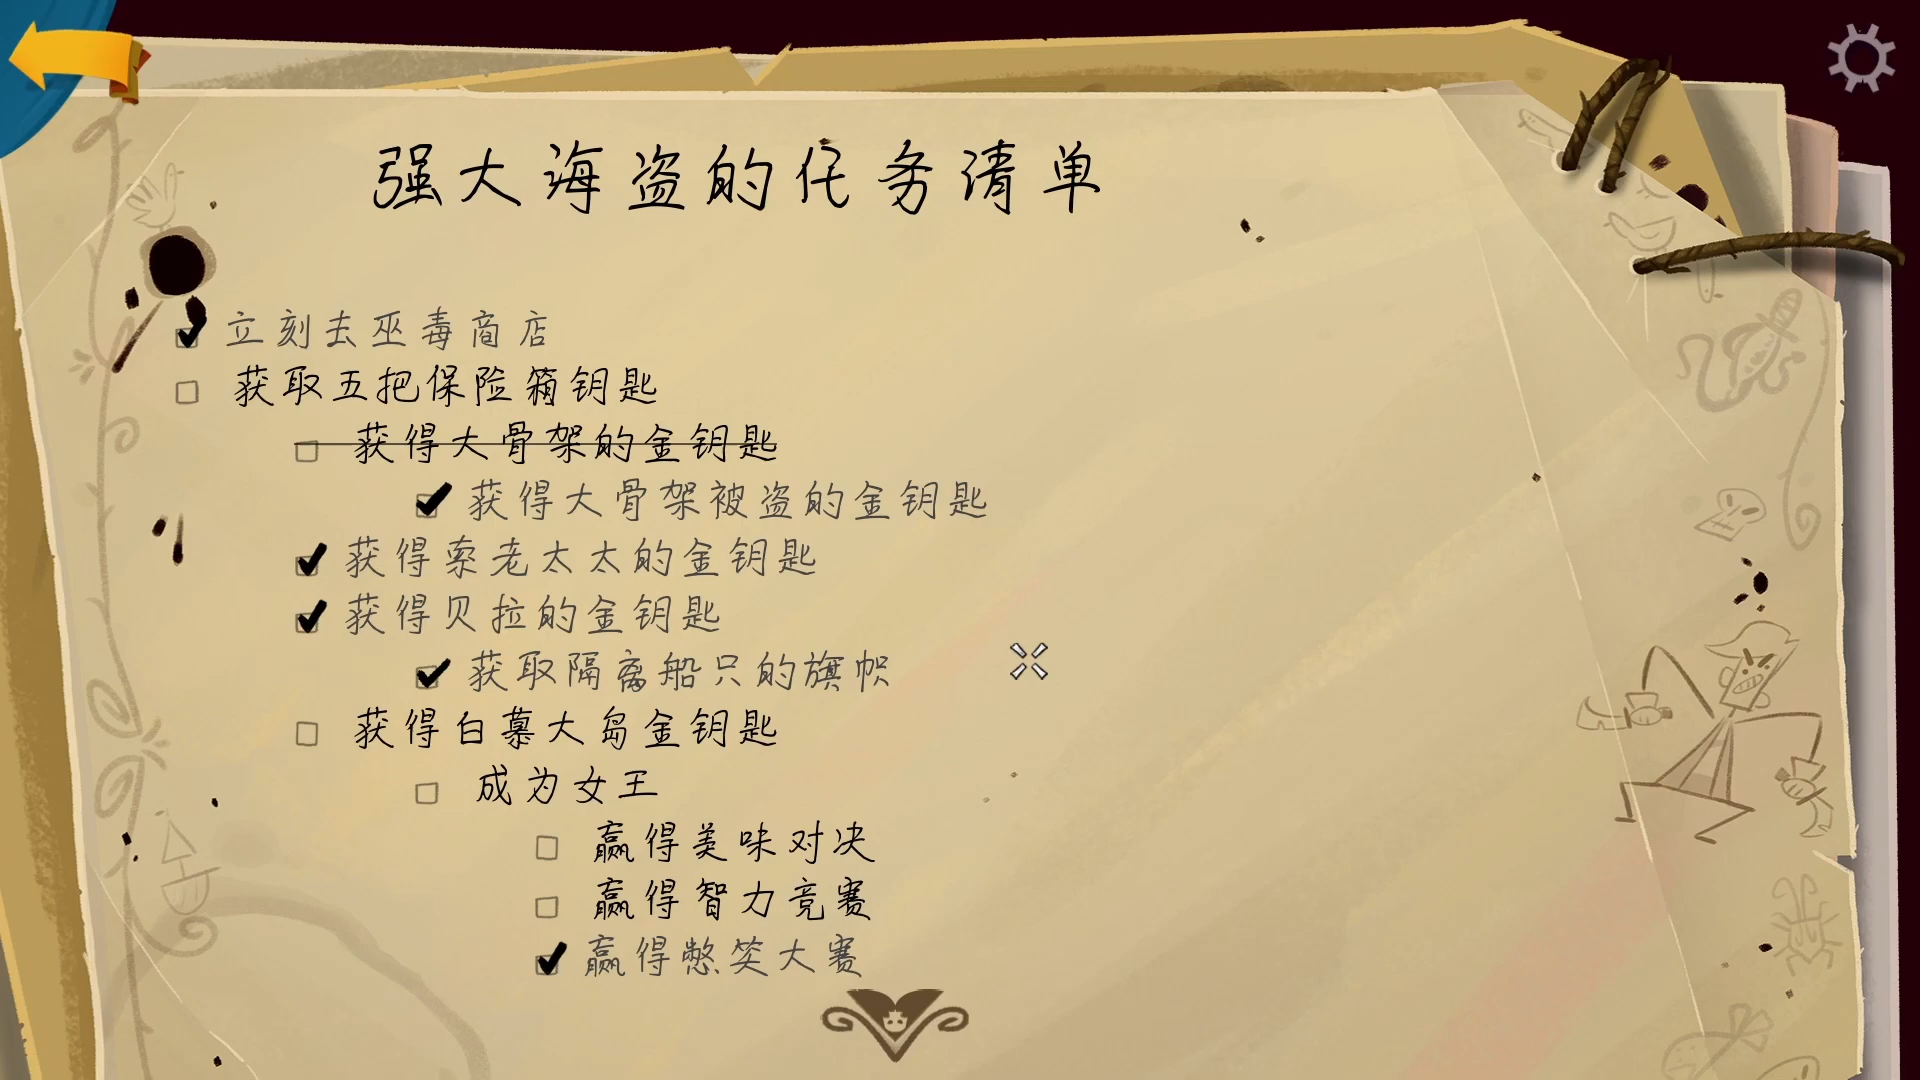 强大海盗的任务清单
立刻去巫毒商店
获取五把保险箱钥匙
获得大骨架的金钥匙
获得大骨架被盗的金钥匙
获得索老太太的金钥匙
获得贝拉的金钥匙
获取隔离船只的旗帜
获得白慕大岛金钥匙
成为女王
赢得美味对决
赢得智力竞赛
赢得憋笑大赛